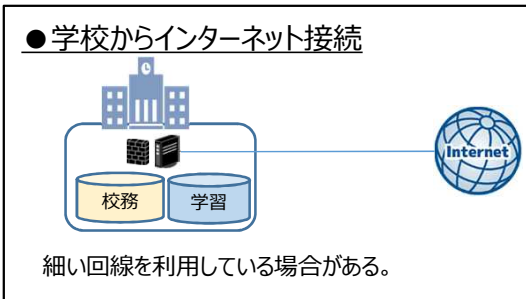 ●学校からインターネット接続
Internet
校務
学習
細い回線を利用している場合がある。